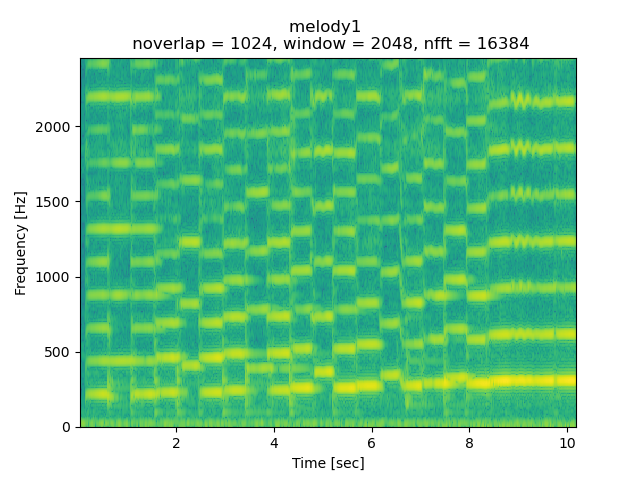 melody1
noverlap = 1024, window = 2048, nfft = 16384
2000
1500
1000
500
0
Frequency [Hz]
2 4 6 8 10
Time [sec]